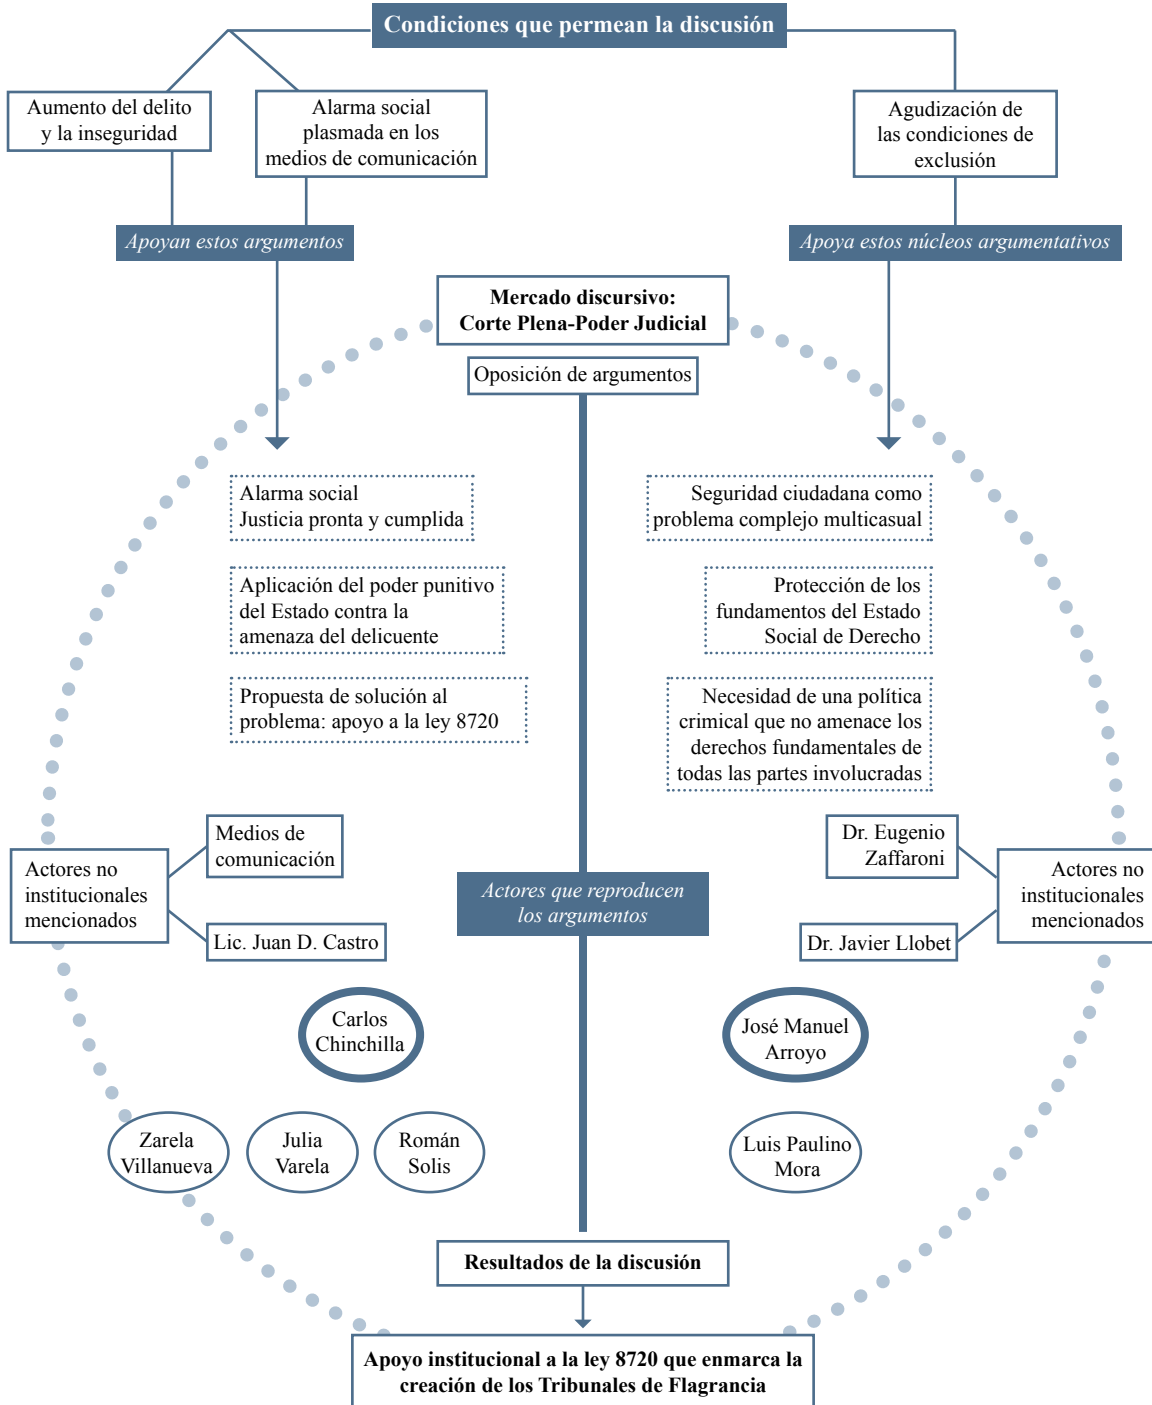 Condiciones que permean la discusión
Aumento del delito
y la inseguridad
Alarma social
plasmada en los
medios de comunicación
Agudización de
las condiciones de
exclusión
Apoyan estos argumentos
Apoya estos núcleos argumentativos
Mercado discursivo:
Corte Plena-Poder Judicial
Oposición de argumentos
Alarma social
Justicia pronta y cumplida
Aplicación del poder punitivo
del Estado contra la
amenaza del delicuente
Propuesta de solución al
problema: apoyo a la ley 8720
Seguridad ciudadana como
problema complejo multicasual
Protección de los
fundamentos del Estado
Social de Derecho
Necesidad de una política
crimical que no amenace los
derechos fundamentales de
todas las partes involucradas
Actores no
institucionales
mencionados
Medios de
comunicación
Lic. Juan D. Castro
Actores que reproducen
los argumentos
Dr. Eugenio
Zaffaroni
Dr. Javier Llobet
Actores no
institucionales
mencionados
Carlos
Chinchilla
José Manuel
Arroyo
Zarela
Villanueva
Julia
Varela
Román
Solis
Luis Paulino
Mora
Resultados de la discusión
Apoyo institucional a la ley 8720 que enmarca la
creación de los Tribunales de Flagrancia